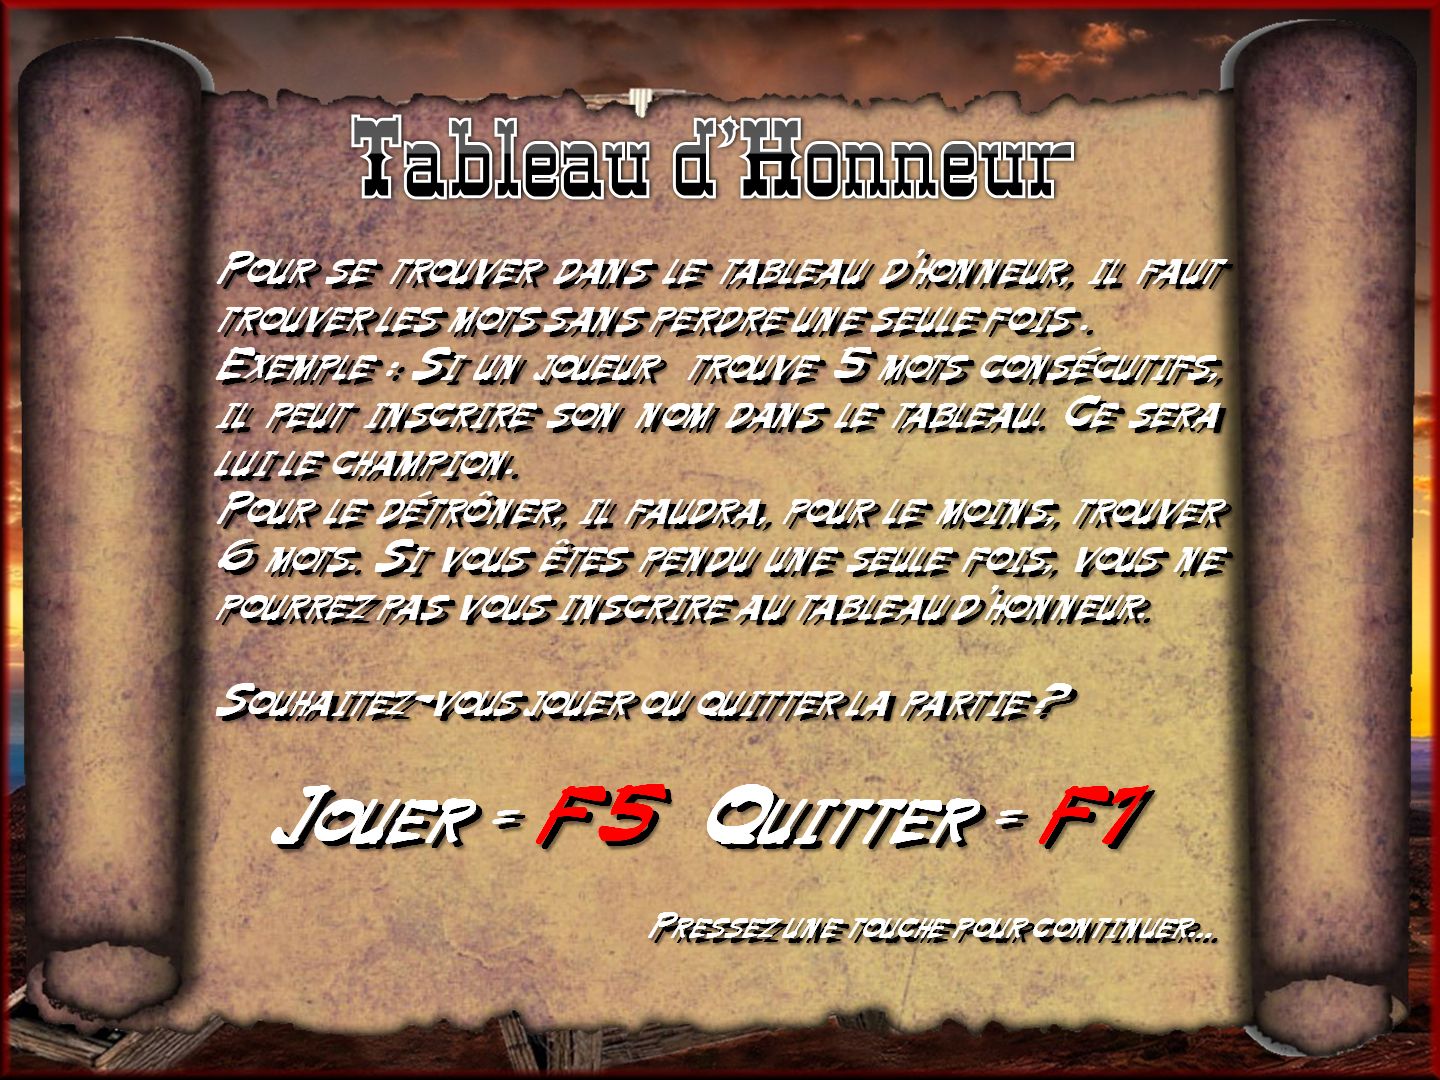 Tableau d'Honneur
Pour se trouver dans le tableau d'honneur, il faut
trouver les mots sans perdre une seule fois.
Exemple : Si un joueur trouve 5 mots consécutifs,
il peut inscrire son nom dans le tableau. Ce sera
lui le champion.
Pour le détrôner, il faudra, pour le moins, trouver
6 mots. Si vous êtes pendu une seule fois, vous ne
pourrez pas vous inscrire au tableau d'honneur.
Souhaitez-vous jouer ou quitter la partie ?
Jouer = F5 Quitter = F1
Pressez une touche pour continuer...